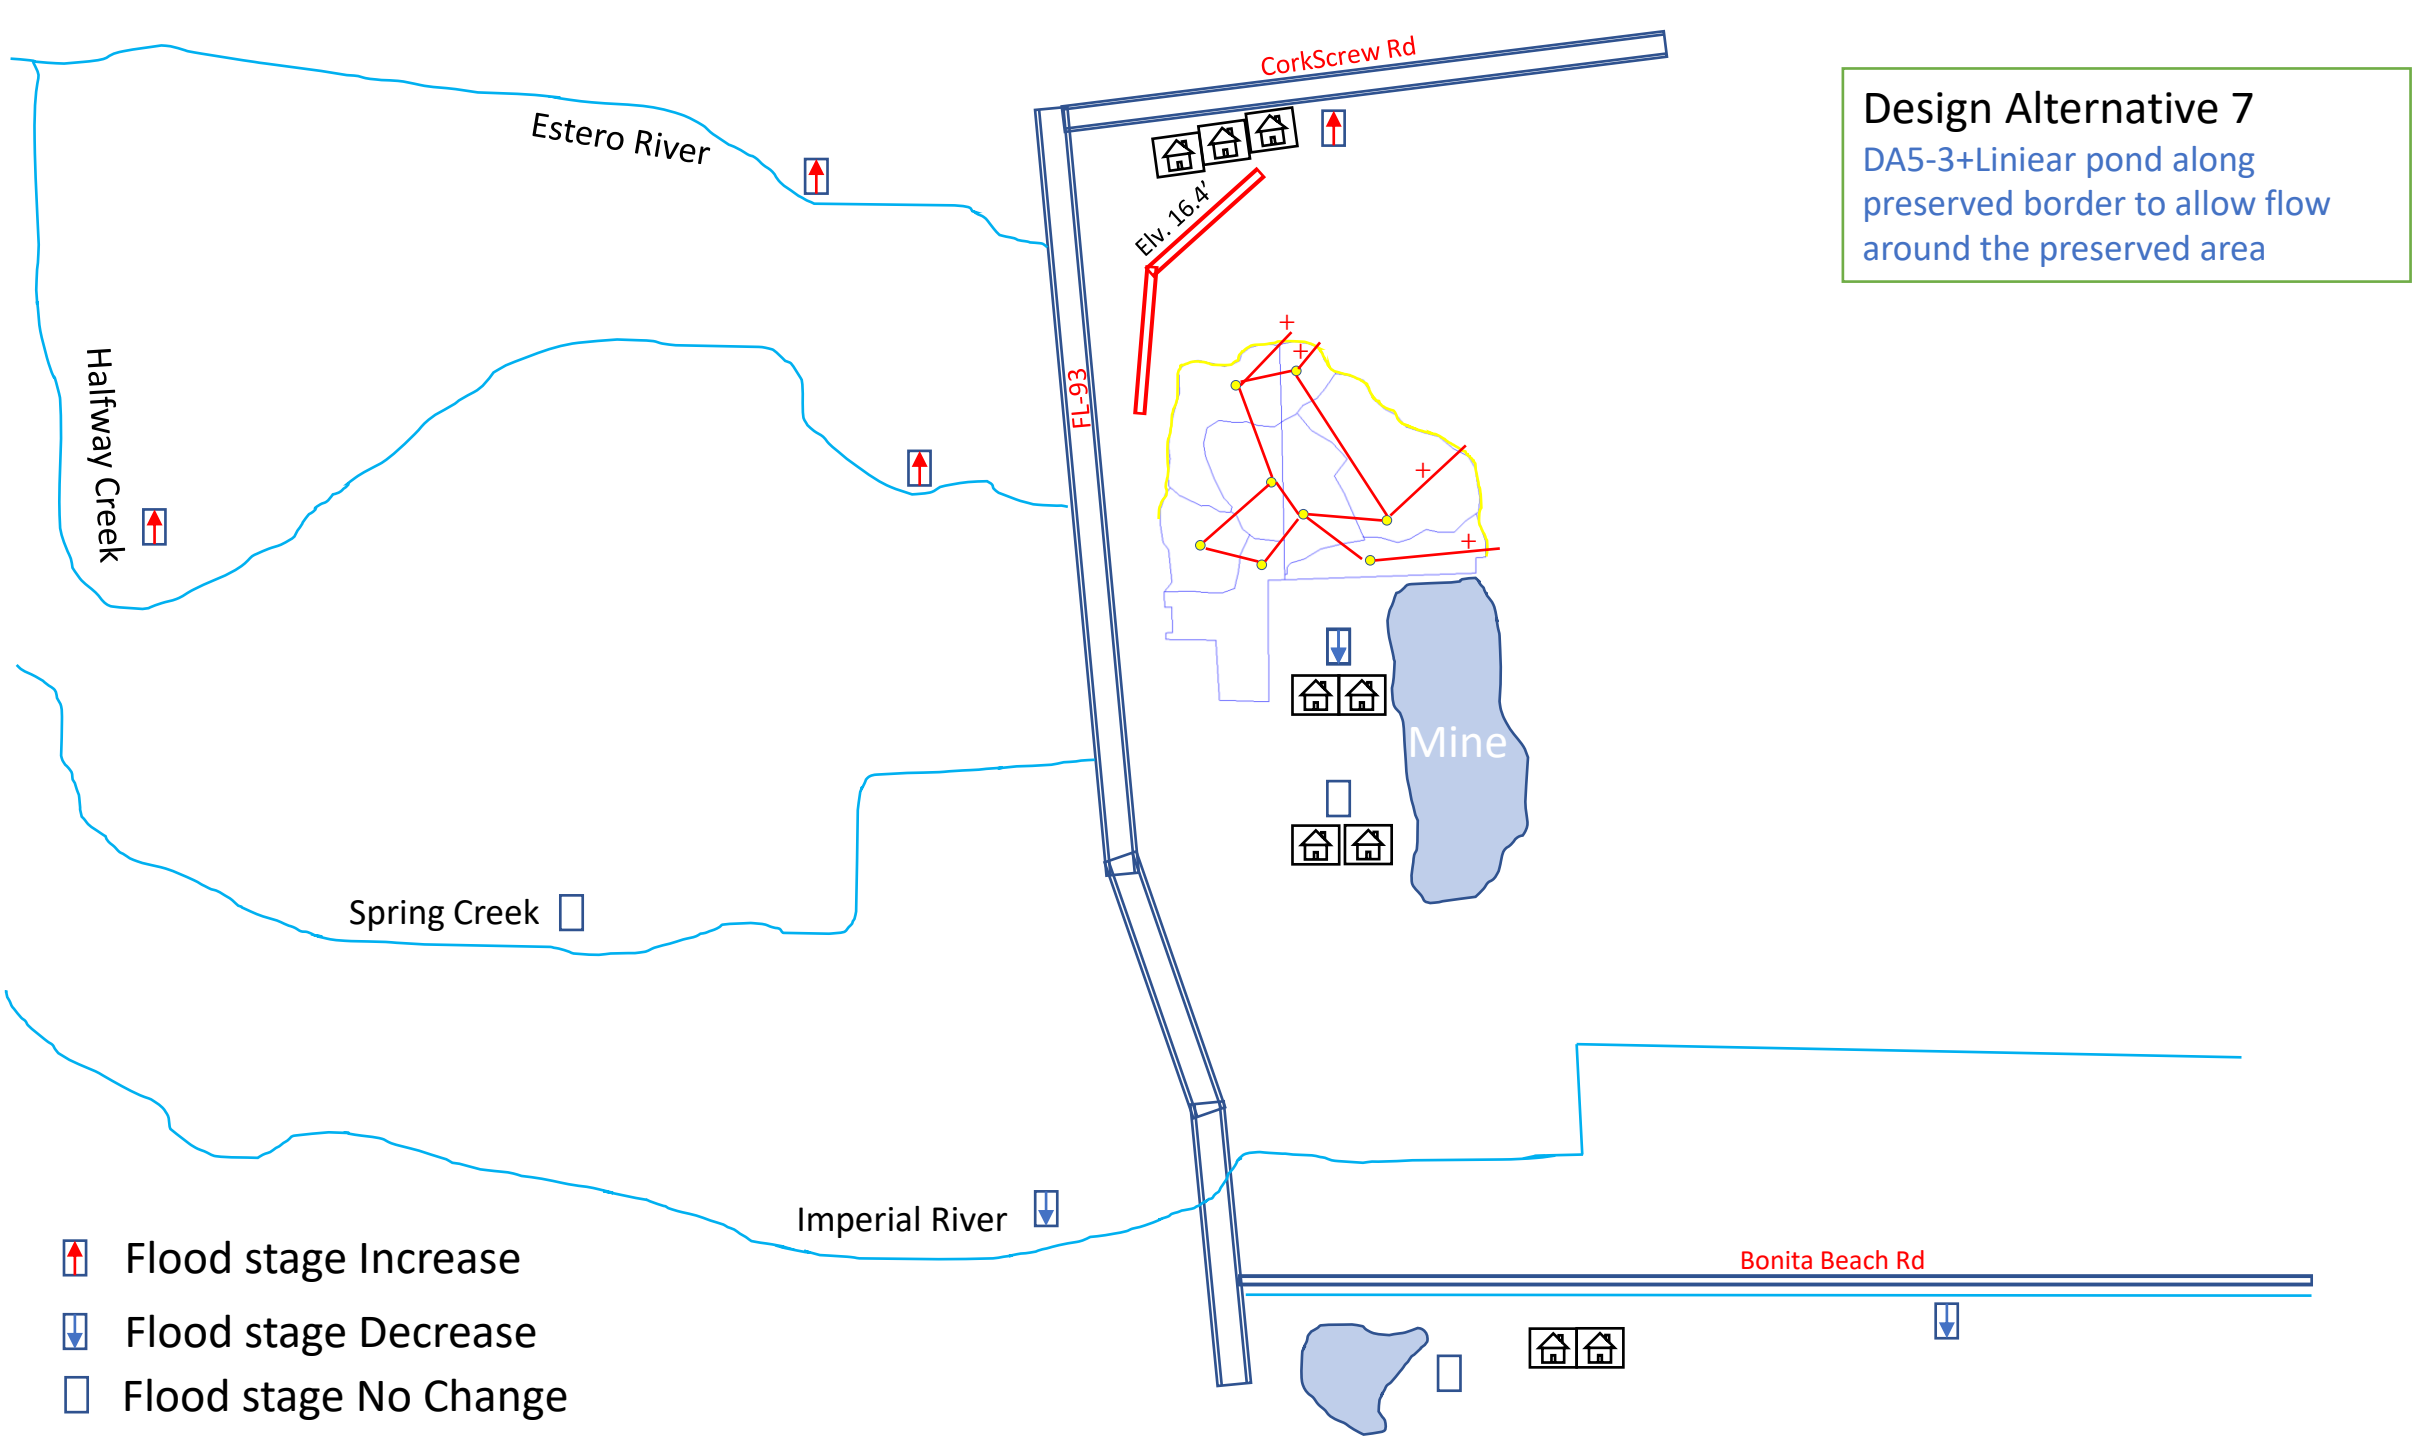 CorkScrew Rd
Design Alternative 7
DA5-3+Liniear pond along
preserved border to allow flow
around the preserved area
Estero River
Elv. 16.4'
FL-93
Halfway Creek
Mine
Spring Creek
Imperial River
Bonita Beach Rd
Flood stage Increase
Flood stage Decrease
Flood stage No Change